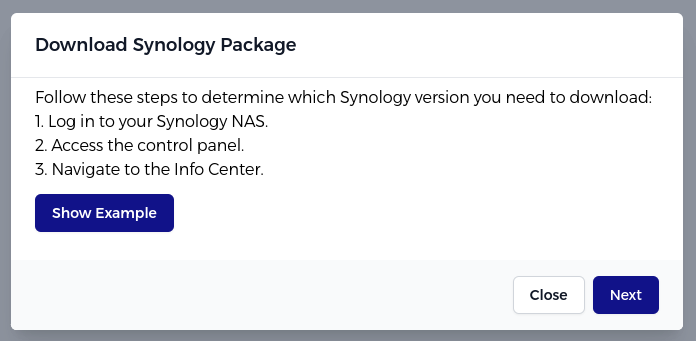 Download Synology Package
Follow these steps to determine which Synology version you need to download:
1. Log in to your Synology NAS.
2. Access the control panel.
3. Navigate to the Info Center.
Show Example
Close
Next